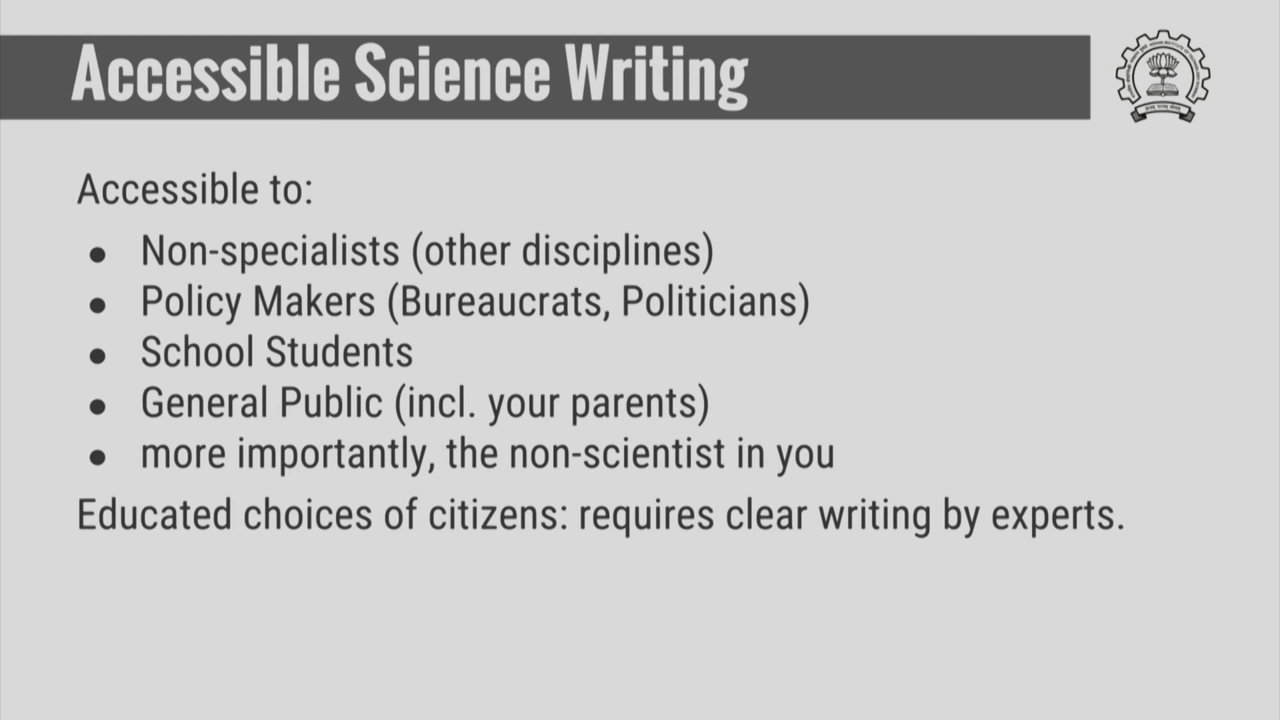 Accessible Science Writing
Accessible to:
● Non-specialists (other disciplines)
● Policy Makers (Bureaucrats, Politicians)
● School Students
● General Public (incl. your parents)
● more importantly, the non-scientist in you
Educated choices of citizens: requires clear writing by experts.